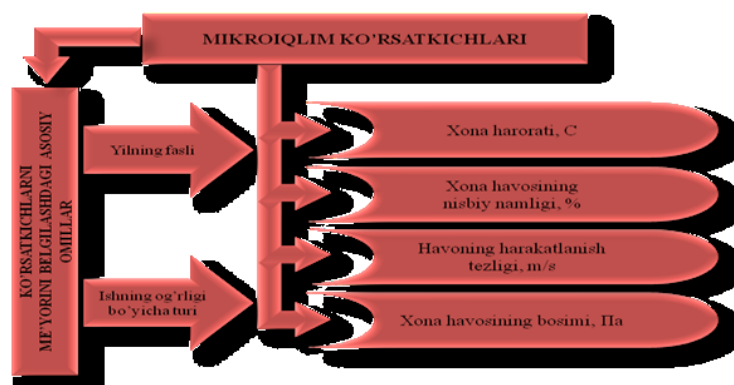 MIKROIQLIM KO'RSATKICHLARI
KO'RSATKICHLARNI
ME'YORINI BELGILASHDAGI ASOSIY
OMILLAR
Yilning fasli
Ishning og'rligi
bo'yicha turi
Xona harorati, C
Xona havosining
nisbiy namligi, %
Havoning harakatlanish
tezligi, m/s
Xona havosining bosimi, Па